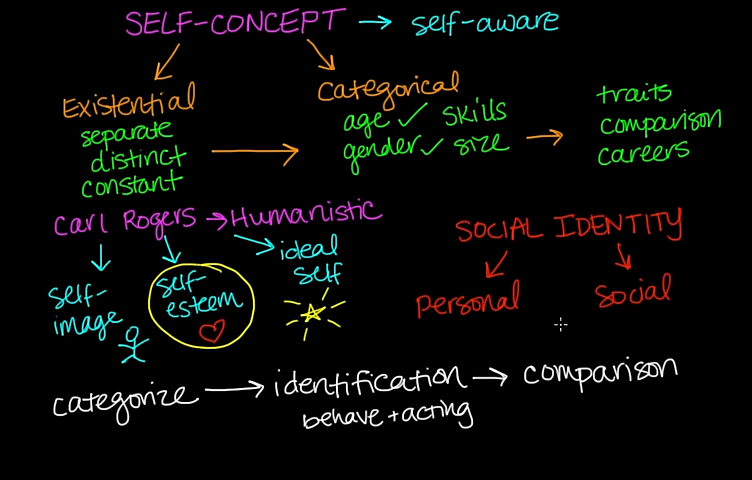 SELF-CONCEPT → self-aware
Existential
separate
distinct
constant
Categorical
age ✓ skills
gender ✓ size
traits
comparison
careers
Carl Rogers → Humanistic
self-
image
self-
esteem
ideal
self
SOCIAL IDENTITY
personal
social
categorize → identification → comparison
behave + acting